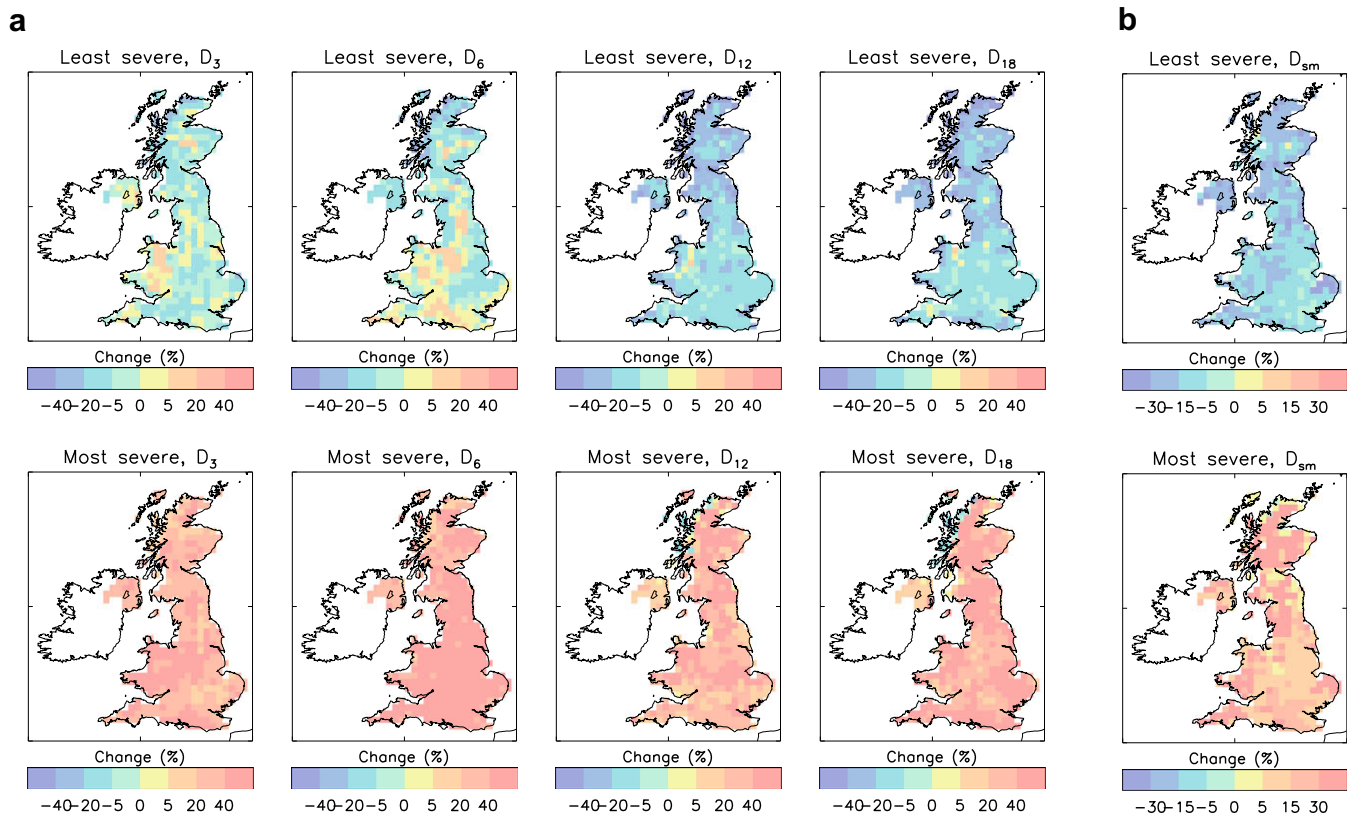 a
b
Least severe, D3
Least severe, D6
Least severe, D12
Least severe, D18
Least severe, Dsm
Change (%)
Change (%)
Change (%)
Change (%)
Change (%)
−40−20−5 0 5 20 40
−40−20−5 0 5 20 40
−40−20−5 0 5 20 40
−40−20−5 0 5 20 40
−30−15−5 0 5 15 30
Most severe, D3
Most severe, D6
Most severe, D12
Most severe, D18
Most severe, Dsm
Change (%)
Change (%)
Change (%)
Change (%)
Change (%)
−40−20−5 0 5 20 40
−40−20−5 0 5 20 40
−40−20−5 0 5 20 40
−40−20−5 0 5 20 40
−30−15−5 0 5 15 30